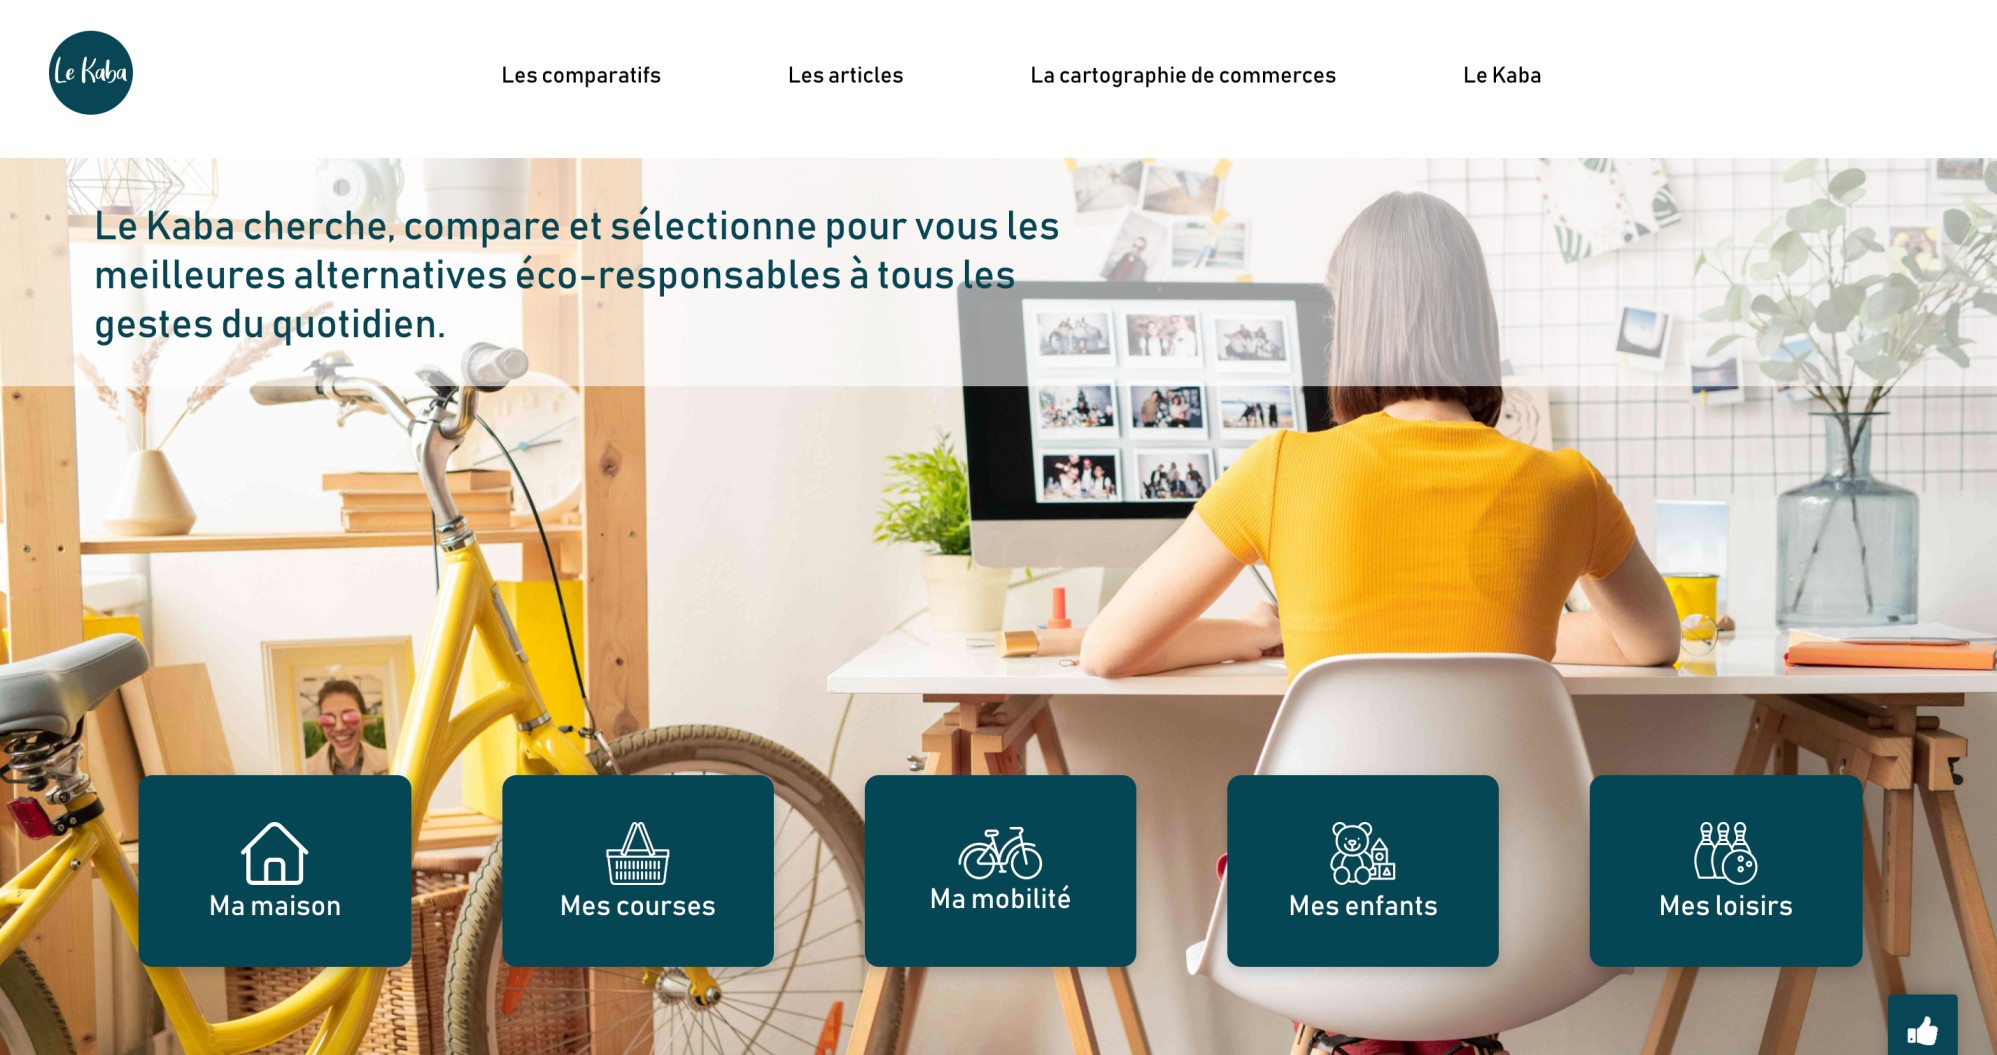 Le Kaba
Les comparatifs
Les articles
La cartographie de commerces
Le Kaba
Le Kaba cherche, compare et sélectionne pour vous les
meilleures alternatives éco-responsables à tous les
gestes du quotidien.
Ma maison
Mes courses
Ma mobilité
Mes enfants
Mes loisirs